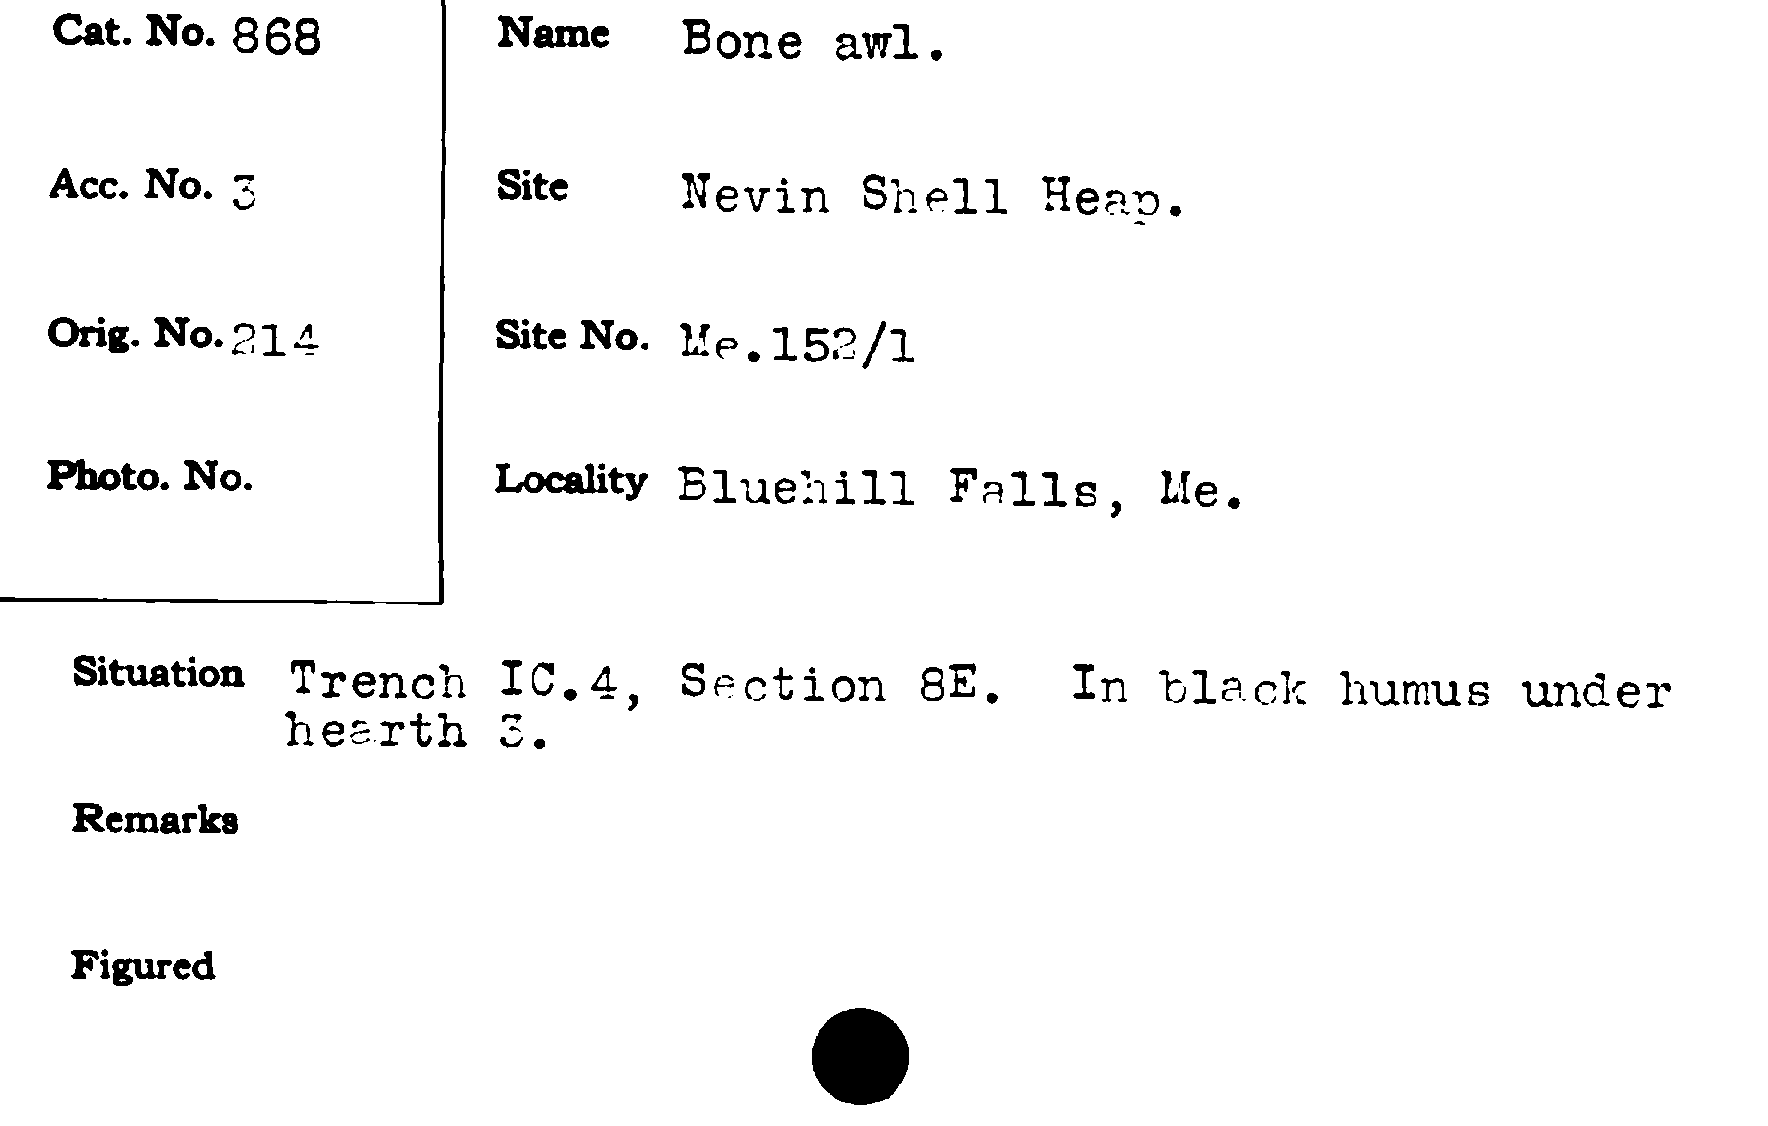 Cat. No. 868
Name Bone awl.
Acc. No. 3
Site Nevin Shell Heap.
Orig. No. 214
Site No. Me.152/1
Photo. No.
Locality Bluehill Falls, Me.
Situation Trench IC.4, Section 8E. In black humus under
hearth 3.
Remarks
Figured